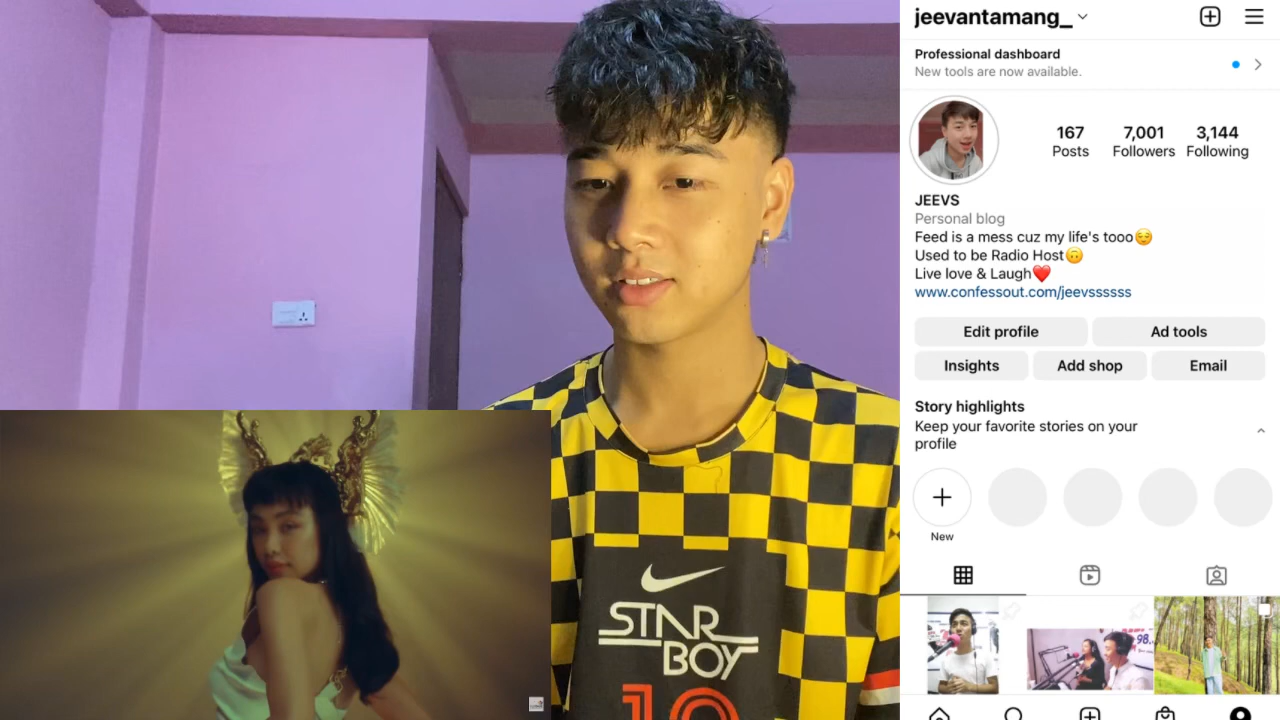 jeevantamang_
Professional dashboard
New tools are now available.
167
Posts
7,001
Followers
3,144
Following
JEEVS
Personal blog
Feed is a mess cuz my life's tooo😌
Used to be Radio Host🙃
Live love & Laugh❤️
www.confessout.com/jeevssssss
Edit profile
Ad tools
Insights
Add shop
Email
Story highlights
Keep your favorite stories on your
profile
New
98.
STAR
BOY
10